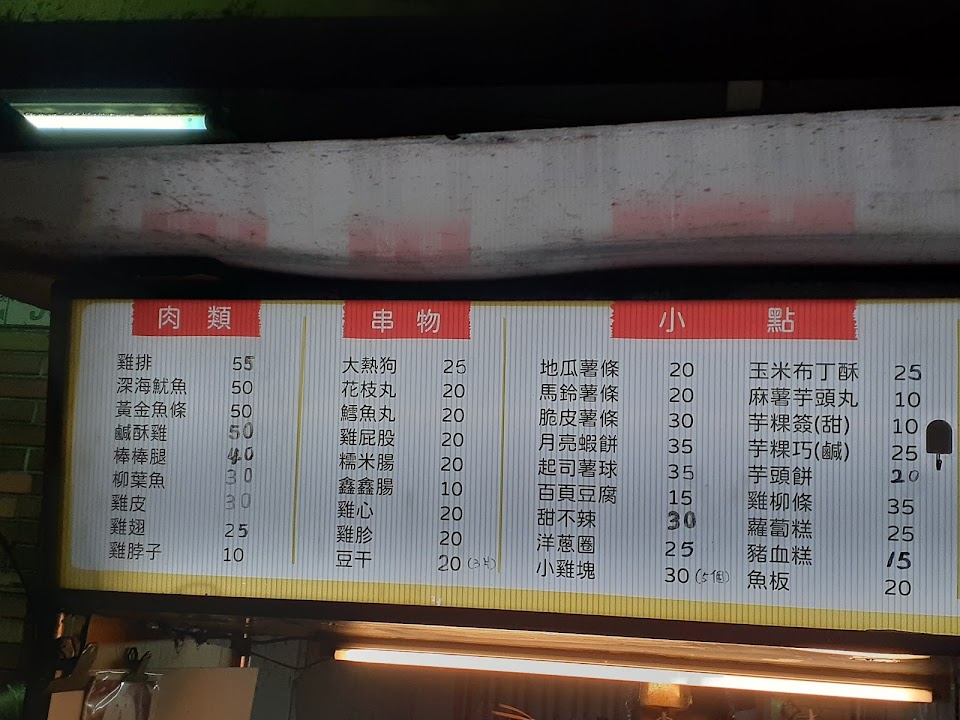 肉類
雞排 55
深海魷魚 50
黃金魚條 50
鹹酥雞 50
棒棒腿 40
柳葉魚 30
雞皮 30
雞翅 25
雞脖子 10
串物
大熱狗 25
花枝丸 20
鱈魚丸 20
雞屁股 20
糯米腸 20
鑫鑫腸 10
雞心 20
雞胗 20
豆干 20 (3片)
小點
地瓜薯條 20
馬鈴薯條 20
脆皮薯條 30
月亮蝦餅 35
起司薯球 35
百頁豆腐 15
甜不辣 30
洋蔥圈 25
小雞塊 30 (5個)
玉米布丁酥 25
麻薯芋頭丸 10
芋粿簽(甜) 10
芋粿巧(鹹) 25
芋頭餅 20
雞柳條 35
蘿蔔糕 25
豬血糕 15
魚板 20